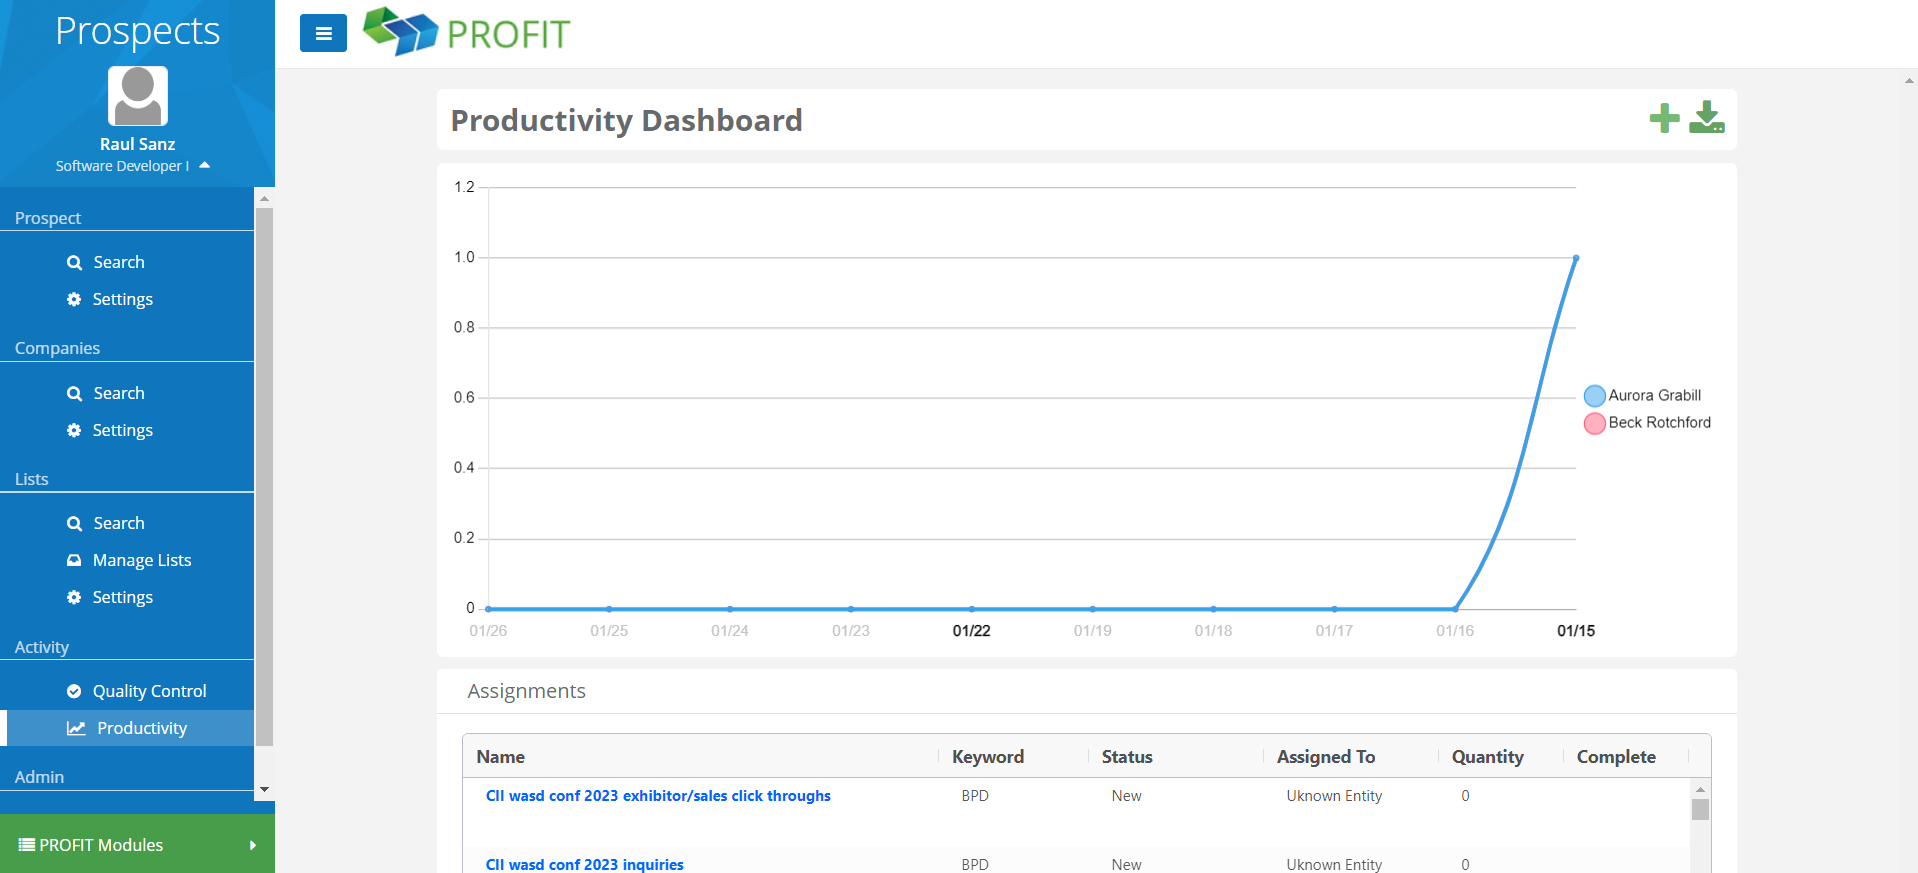 Prospects
Raul Sanz
Software Developer I
Prospect
Search
Settings
Companies
Search
Settings
Lists
Search
Manage Lists
Settings
Activity
Quality Control
Productivity
Admin
PROFIT Modules
PROFIT
Productivity Dashboard
1.2
1.0
0.8
0.6
0.4
0.2
0
01/26 01/25 01/24 01/23 01/22 01/19 01/18 01/17 01/16 01/15
Aurora Grabill
Beck Rotchford
Assignments
Name Keyword Status Assigned To Quantity Complete
CII wasd conf 2023 exhibitor/sales click throughs BPD New Uknown Entity 0
CII wasd conf 2023 inquiries BPD New Uknown Entity 0